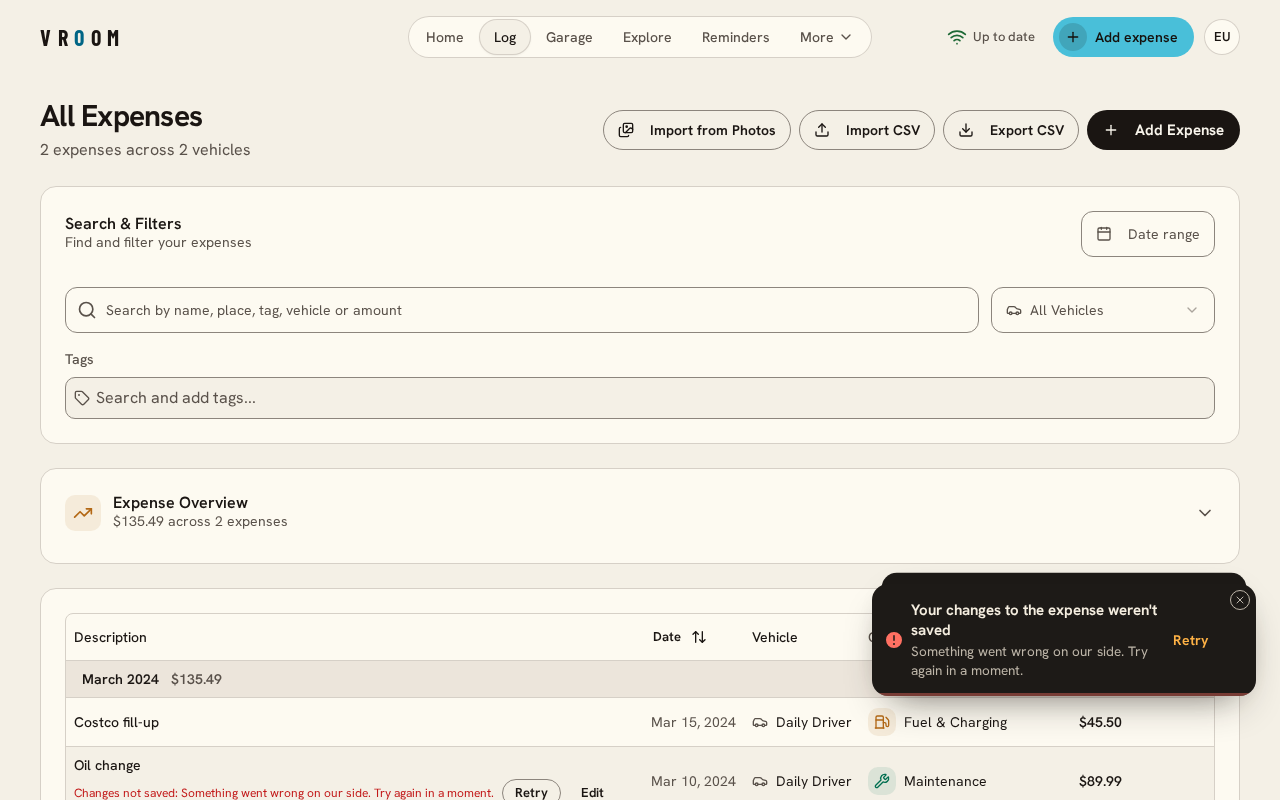 VROOM
Home
Log
Garage
Explore
Reminders
More
Up to date
Add expense
EU
All Expenses
2 expenses across 2 vehicles
Import from Photos
Import CSV
Export CSV
Add Expense
Search & Filters
Find and filter your expenses
Date range
Search by name, place, tag, vehicle or amount
All Vehicles
Tags
Search and add tags...
Expense Overview
$135.49 across 2 expenses
Your changes to the expense weren't
saved
Something went wrong on our side. Try
again in a moment.
Retry
Description
Date
Vehicle
March 2024 $135.49
Costco fill-up
Mar 15, 2024
Daily Driver
Fuel & Charging
$45.50
Oil change
Changes not saved: Something went wrong on our side. Try again in a moment.
Retry
Edit
Mar 10, 2024
Daily Driver
Maintenance
$89.99